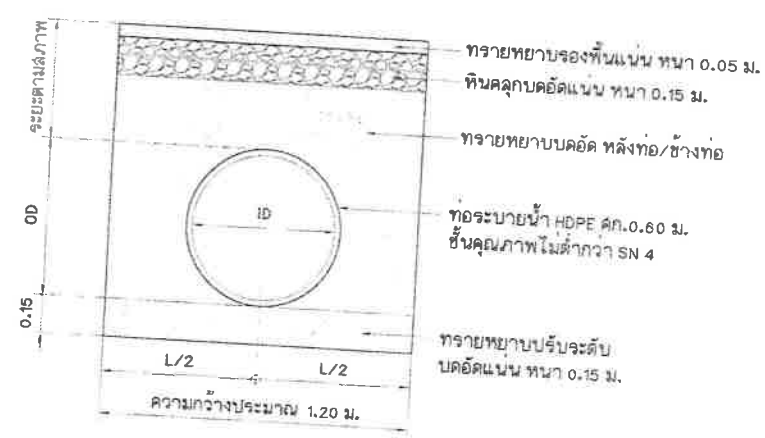 ทรายหยาบรองพื้นแน่น หนา 0.05 ม.
หินคลุกบดอัดแน่น หนา 0.15 ม.
ระยะตามสภาพ
ทรายหยาบบดอัด หลังท่อ/ข้างท่อ
OD
ID
ท่อระบายน้ำ HDPE ศก.0.60 ม.
ชั้นคุณภาพไม่ต่ำกว่า SN 4
0.15
ทรายหยาบปรับระดับ
บดอัดแน่น หนา 0.15 ม.
L/2
L/2
ความกว้างประมาณ 1.20 ม.